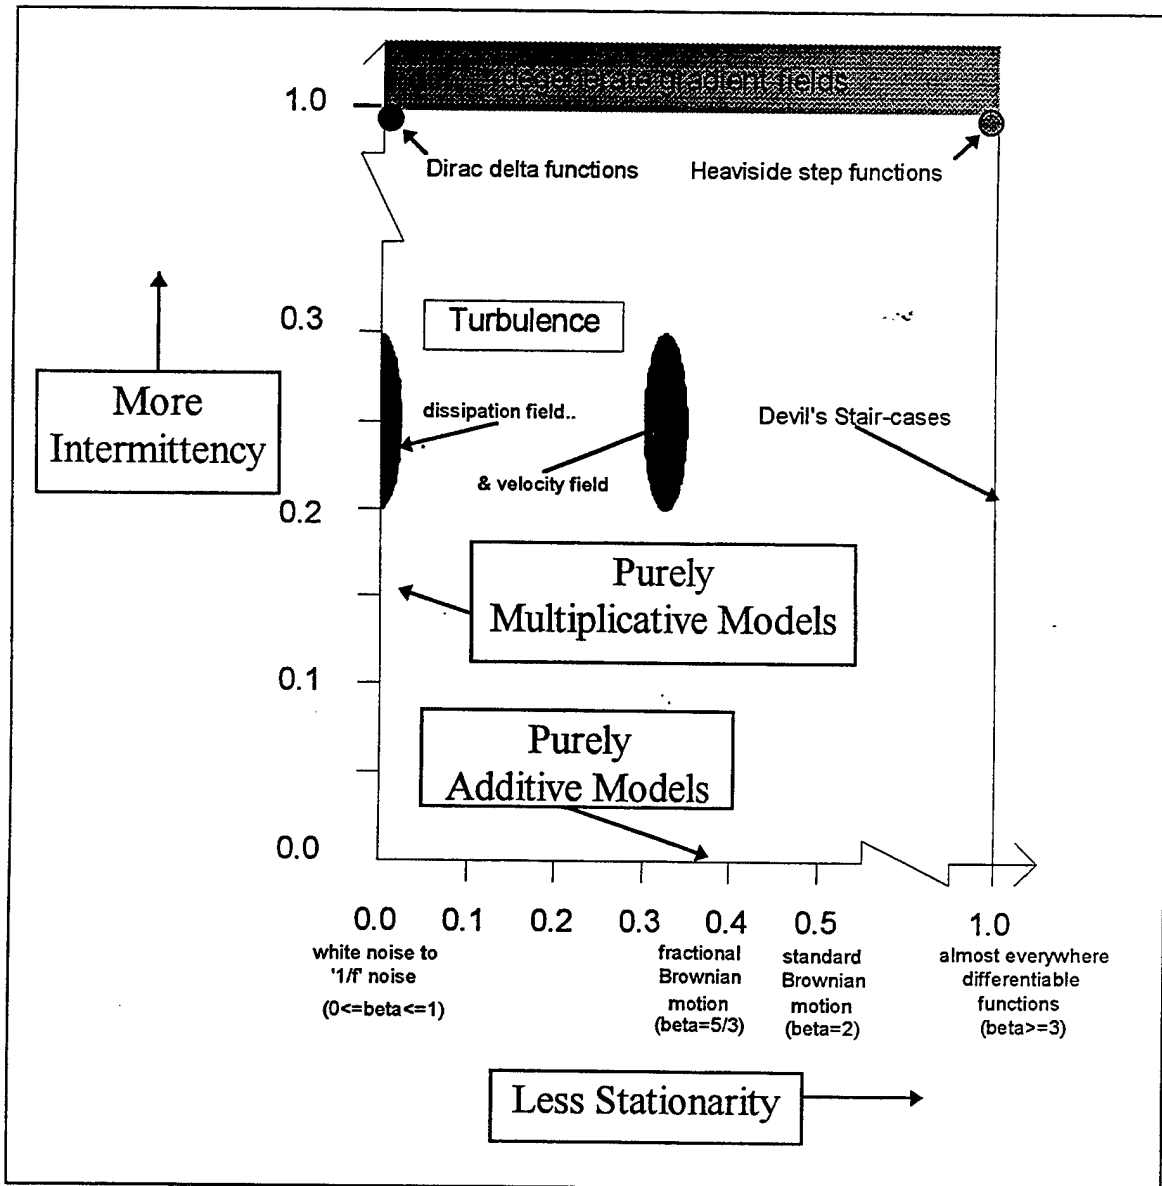 degenerate gradient fields
1.0
Dirac delta functions
Heaviside step functions
0.3
Turbulence
More
Intermittency
dissipation field..
Devil's Stair-cases
& velocity field
0.2
Purely
Multiplicative Models
0.1
Purely
Additive Models
0.0
0.0 0.1 0.2 0.3 0.4 0.5 1.0
white noise to
'1/f' noise
(0<=beta<=1)
fractional
Brownian
motion
(beta=5/3)
standard
Brownian
motion
(beta=2)
almost everywhere
differentiable
functions
(beta>=3)
Less Stationarity